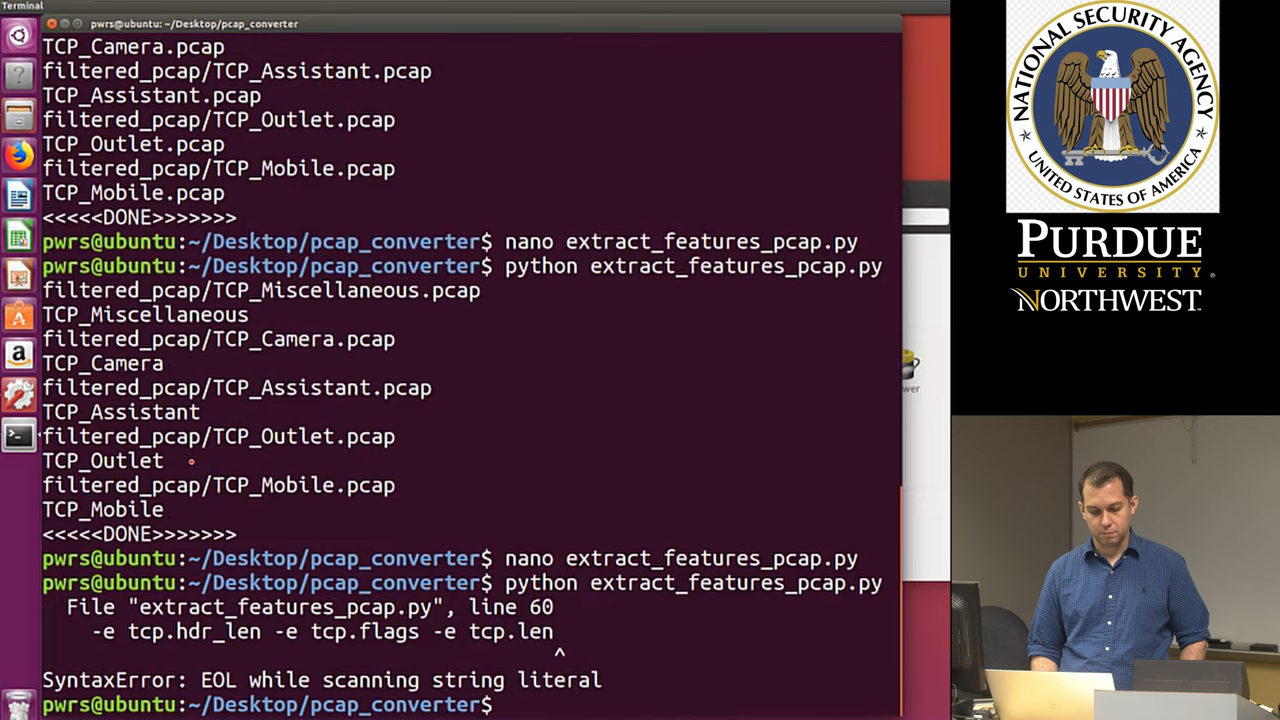 Terminal
pwrs@ubuntu: ~/Desktop/pcap_converter
TCP_Camera.pcap
filtered_pcap/TCP_Assistant.pcap
TCP_Assistant.pcap
filtered_pcap/TCP_Outlet.pcap
TCP_Outlet.pcap
filtered_pcap/TCP_Mobile.pcap
TCP_Mobile.pcap
<<<<<DONE>>>>>>>
pwrs@ubuntu:~/Desktop/pcap_converter$ nano extract_features_pcap.py
pwrs@ubuntu:~/Desktop/pcap_converter$ python extract_features_pcap.py
filtered_pcap/TCP_Miscellaneous.pcap
TCP_Miscellaneous
filtered_pcap/TCP_Camera.pcap
TCP_Camera
filtered_pcap/TCP_Assistant.pcap
TCP_Assistant
filtered_pcap/TCP_Outlet.pcap
TCP_Outlet
filtered_pcap/TCP_Mobile.pcap
TCP_Mobile
<<<<<DONE>>>>>>>
pwrs@ubuntu:~/Desktop/pcap_converter$ nano extract_features_pcap.py
pwrs@ubuntu:~/Desktop/pcap_converter$ python extract_features_pcap.py
File "extract_features_pcap.py", line 60
-e tcp.hdr_len -e tcp.flags -e tcp.len
^
SyntaxError: EOL while scanning string literal
pwrs@ubuntu:~/Desktop/pcap_converter$
wer
NATIONAL SECURITY AGENCY
UNITED STATES OF AMERICA
PURDUE
UNIVERSITY®
NORTHWEST